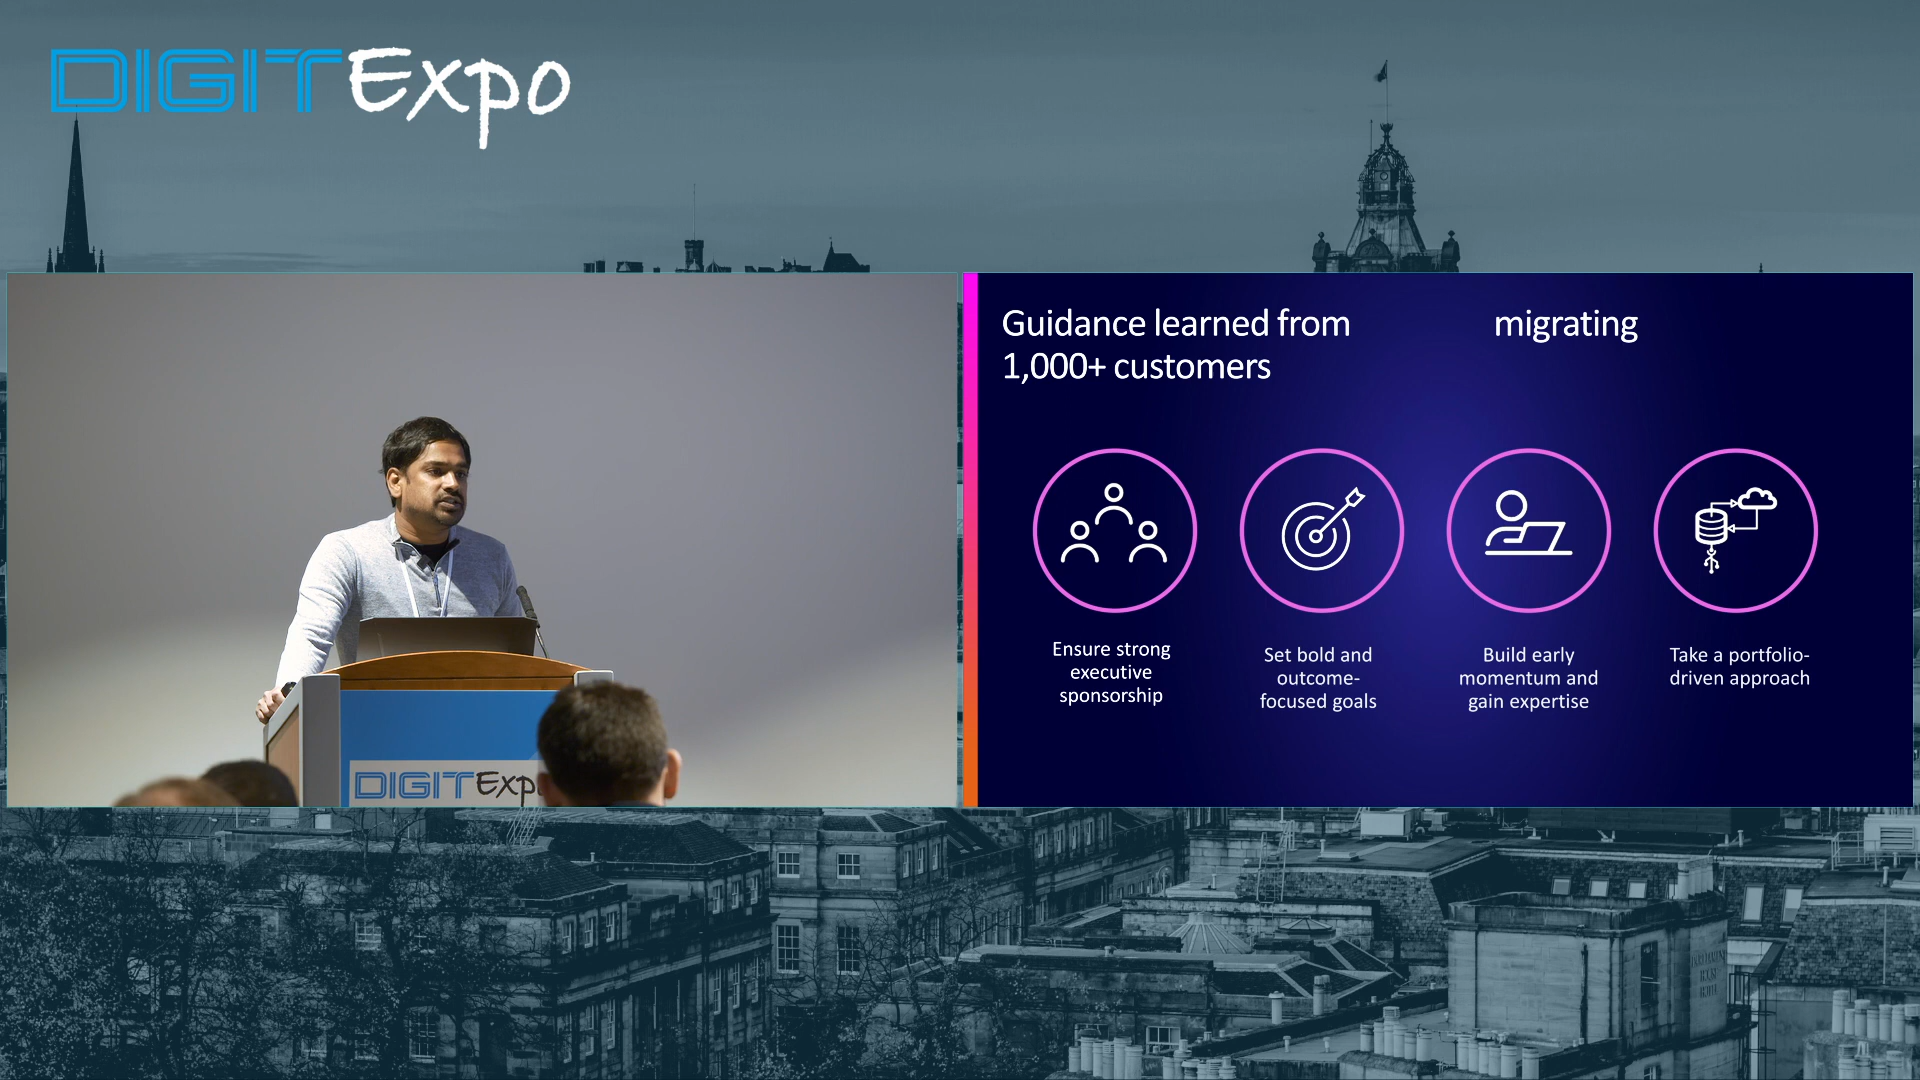 DIGITExpo
Guidance learned from migrating
1,000+ customers
Ensure strong
executive
sponsorship
Set bold and
outcome-
focused goals
Build early
momentum and
gain expertise
Take a portfolio-
driven approach
DIGITExp